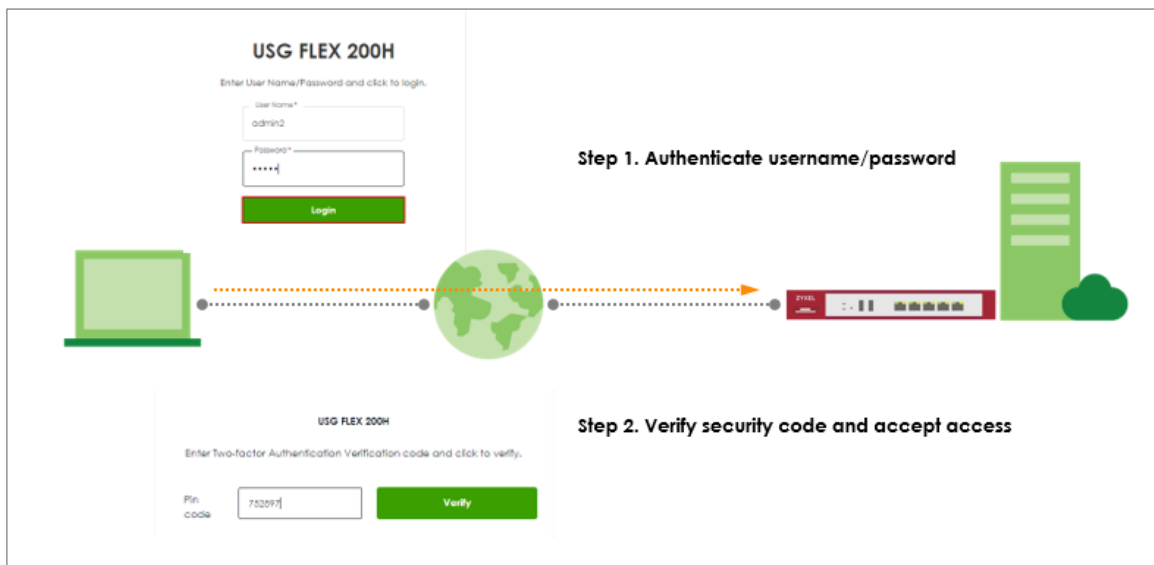 USG FLEX 200H
Enter User Name/Password and click to login.
User Name*
admin2
Password*
Login
Step 1. Authenticate username/password
ZYXEL
USG FLEX 200H
Step 2. Verify security code and accept access
Enter Two-factor Authentication Verification code and click to verify.
Pin
code
752897
Verify